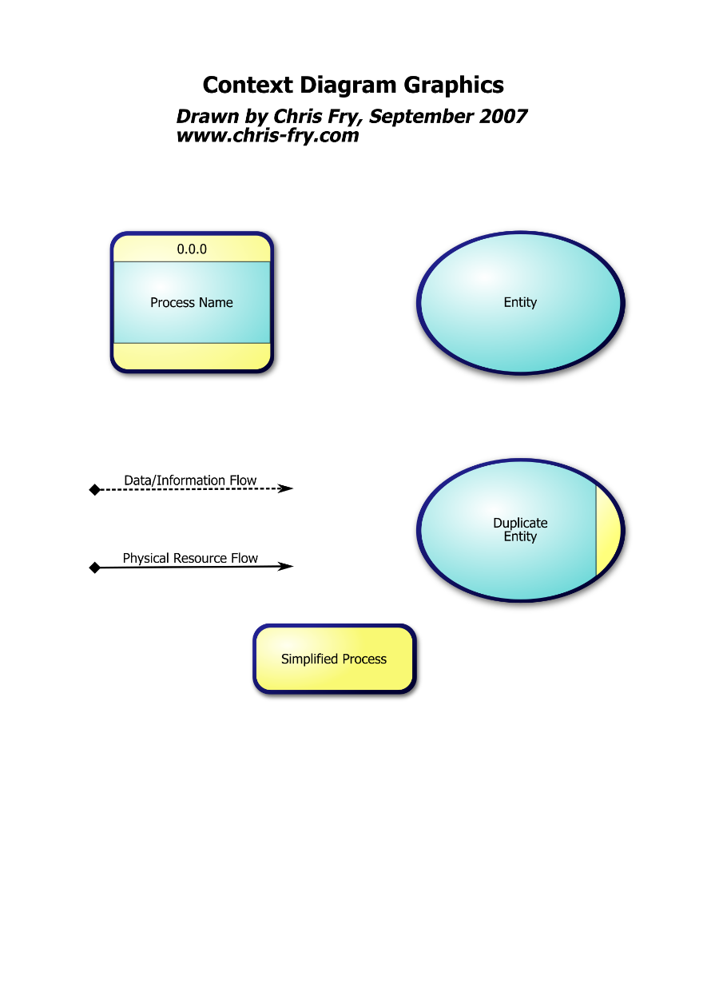 Context Diagram Graphics
Drawn by Chris Fry, September 2007
www.chris-fry.com
0.0.0
Process Name
Entity
Data/Information Flow
Physical Resource Flow
Duplicate
Entity
Simplified Process